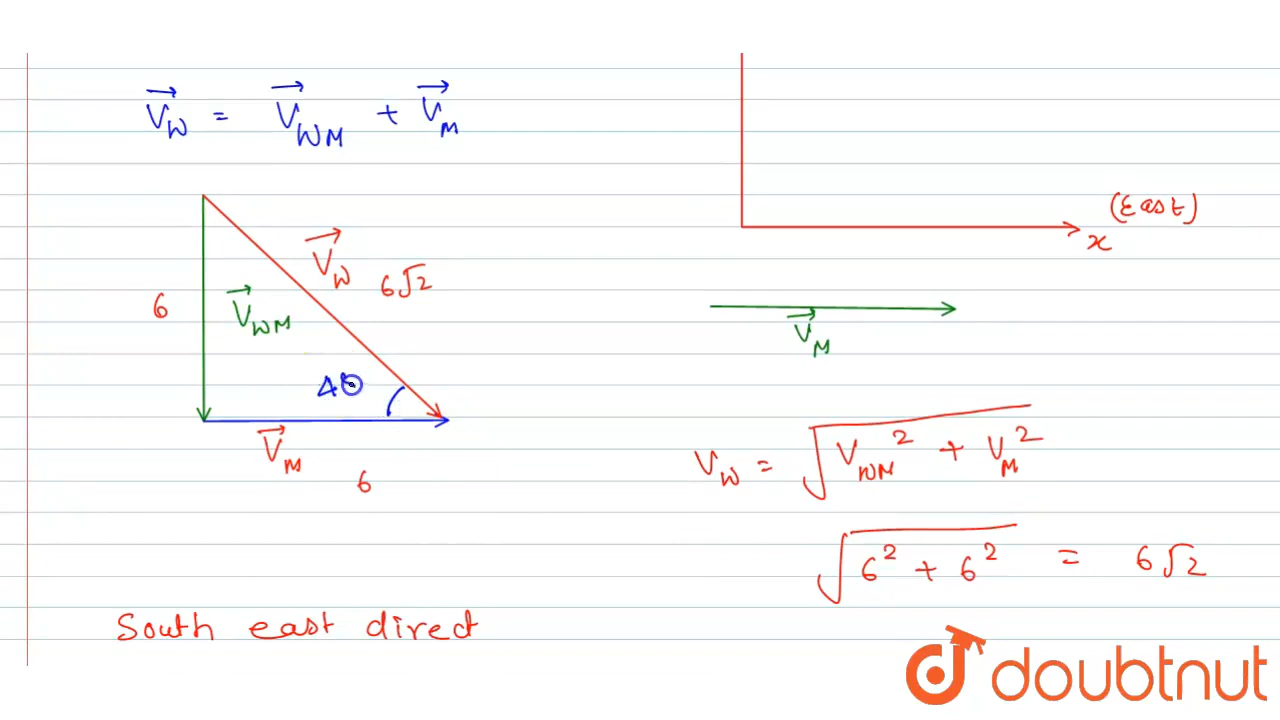 V_W = V_WM + V_M
(East)
x
V_W 6√2
6 V_WM
V_M
V_M
6
V_W = √(V_WM² + V_M²)
√(6² + 6²) = 6√2
South east direct
doubtnut